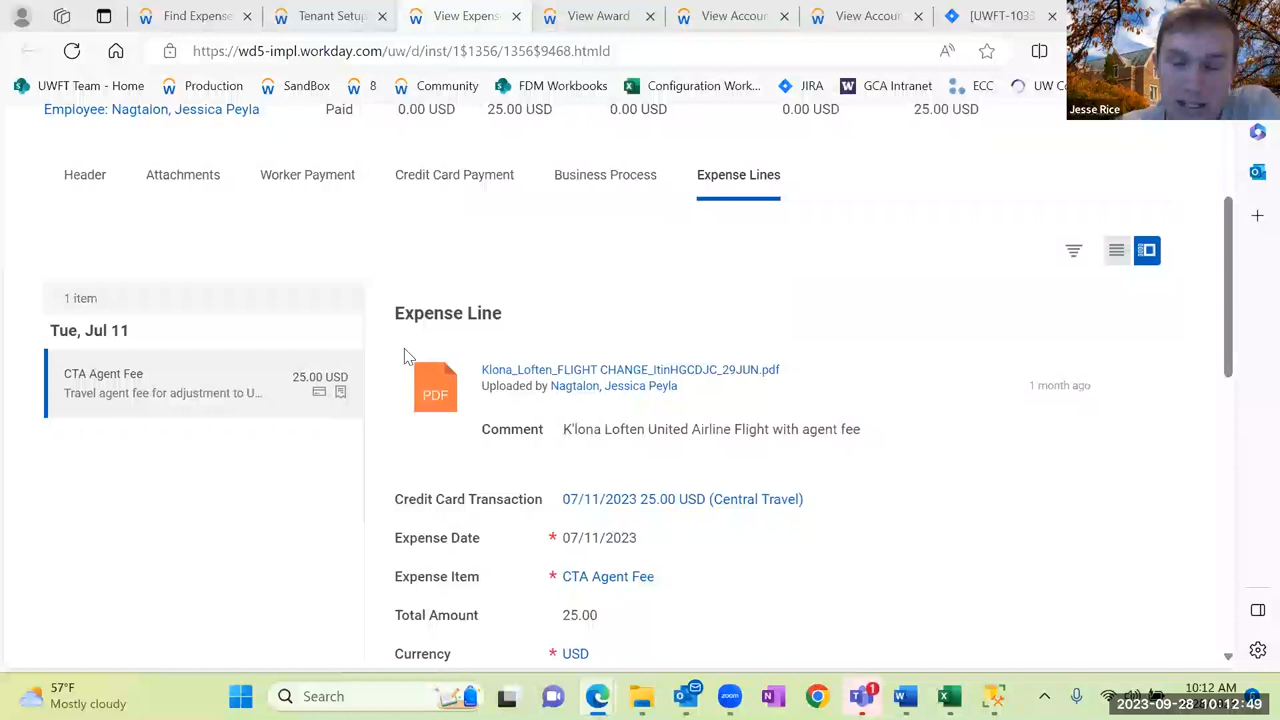 Find Expense
Tenant Setup
View Expens
View Award
View Accou
View Accou
[UWFT-103
https://wd5-impl.workday.com/uw/d/inst/1$1356/1356$9468.htmld
UWFT Team - Home
Production
SandBox
8
Community
FDM Workbooks
Configuration Work...
JIRA
GCA Intranet
ECC
UW Co
Jesse Rice
Employee: Nagtalon, Jessica Peyla
Paid
0.00 USD
25.00 USD
0.00 USD
0.00 USD
25.00 USD
Header
Attachments
Worker Payment
Credit Card Payment
Business Process
Expense Lines
1 item
Tue, Jul 11
CTA Agent Fee
25.00 USD
Travel agent fee for adjustment to U...
Expense Line
PDF
Klona_Loften_FLIGHT CHANGE_ItinHGCDJC_29JUN.pdf
Uploaded by Nagtalon, Jessica Peyla
1 month ago
Comment K'lona Loften United Airline Flight with agent fee
Credit Card Transaction 07/11/2023 25.00 USD (Central Travel)
Expense Date * 07/11/2023
Expense Item * CTA Agent Fee
Total Amount 25.00
Currency * USD
57°F
Mostly cloudy
Search
zoom
1
10:12 AM
2023-09-28 10:12:49